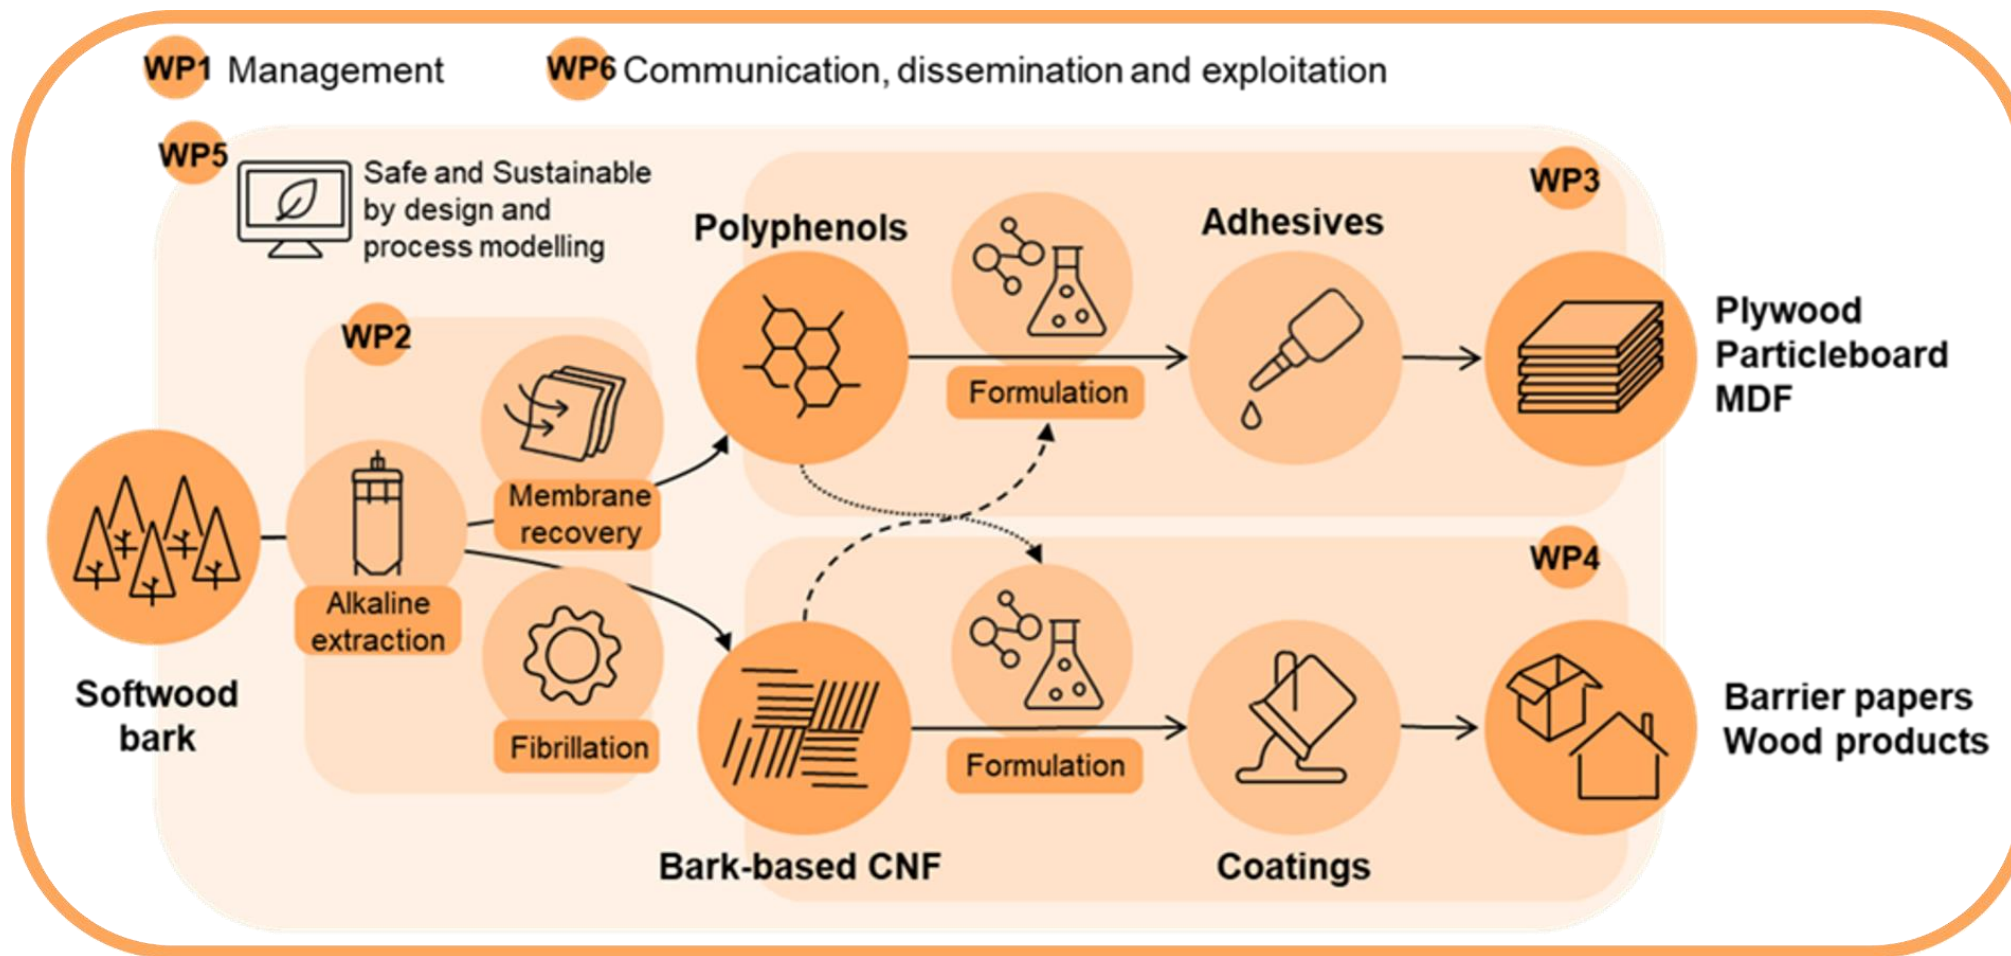 WP1 Management
WP6 Communication, dissemination and exploitation
WP5
Safe and Sustainable
by design and
process modelling
WP2
Softwood
bark
Alkaline
extraction
Membrane
recovery
Fibrillation
WP3
Polyphenols
Formulation
Adhesives
Plywood
Particleboard
MDF
WP4
Bark-based CNF
Formulation
Coatings
Barrier papers
Wood products